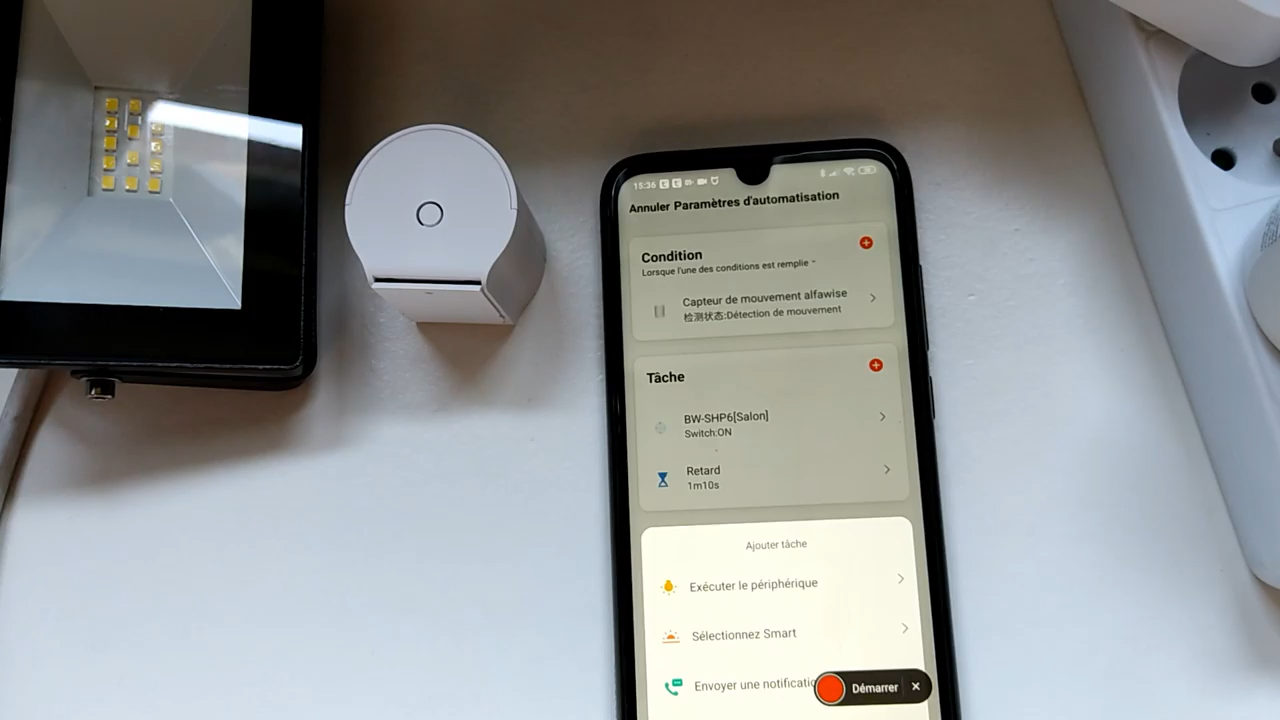 15:36
Annuler Paramètres d'automatisation
Condition
Lorsque l'une des conditions est remplie
Capteur de mouvement alfawise
检测状态:Détection de mouvement
Tâche
BW-SHP6[Salon]
Switch:ON
Retard
1m10s
Ajouter tâche
Exécuter le périphérique
Sélectionnez Smart
Envoyer une notificatio
Démarrer